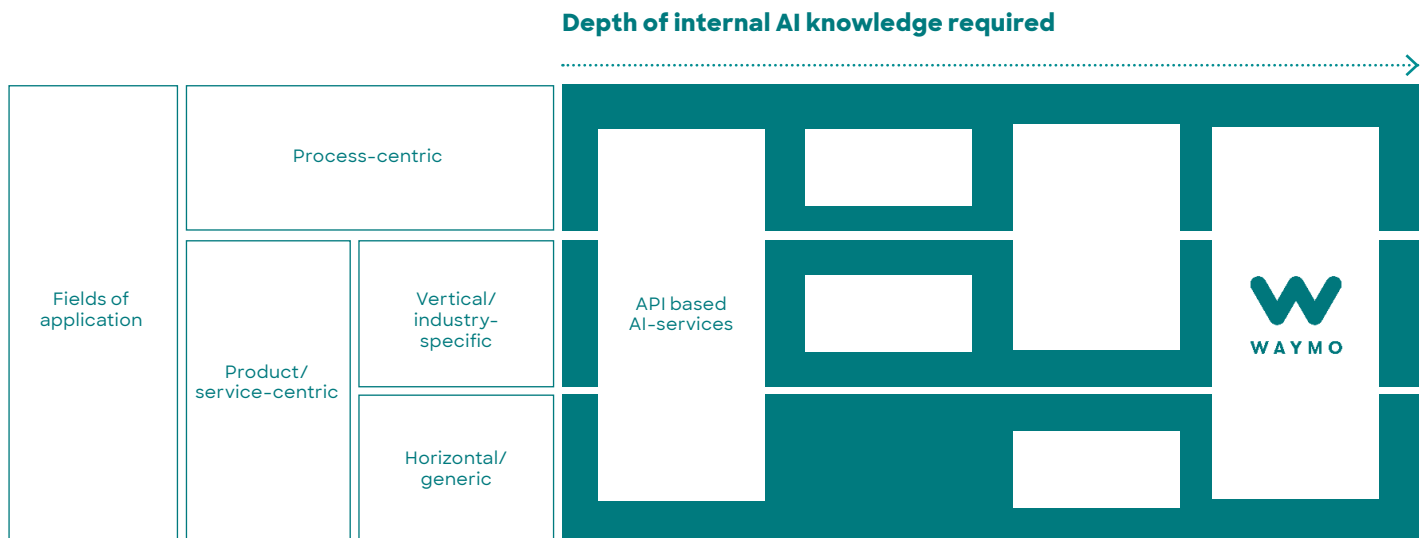 Depth of internal AI knowledge required
Process-centric
Fields of
application
Vertical/
industry-
specific
API based
AI-services
WAYMO
Product/
service-centric
Horizontal/
generic